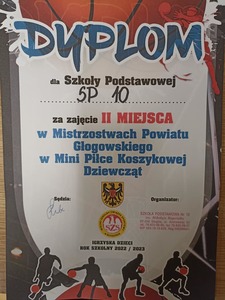 DYPLOM
dla Szkoły Podstawowej
SP 10
za zajęcie II MIEJSCA
w Mistrzostwach Powiatu
Głogowskiego
w Mini Piłce Koszykowej
Dziewcząt
Sędzia:
Organizator:
SZS
IGRZYSKA DZIECI
ROK SZKOLNY 2022 / 2023